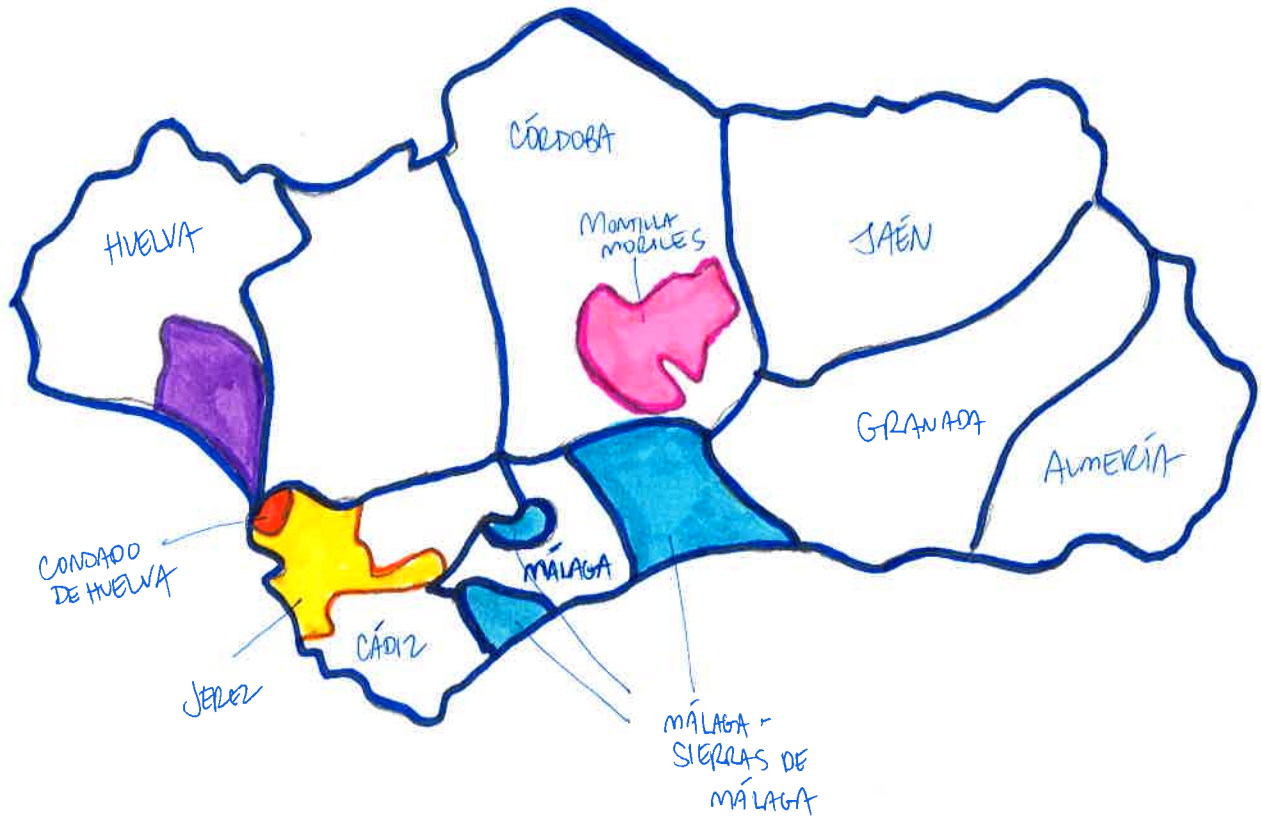 CÓRDOBA
HUELVA
MONTILLA
MORILES
JAÉN
GRANADA
ALMERÍA
CONDADO
DE HUELVA
MÁLAGA
CÁDIZ
JEREZ
MÁLAGA -
SIERRAS DE
MÁLAGA